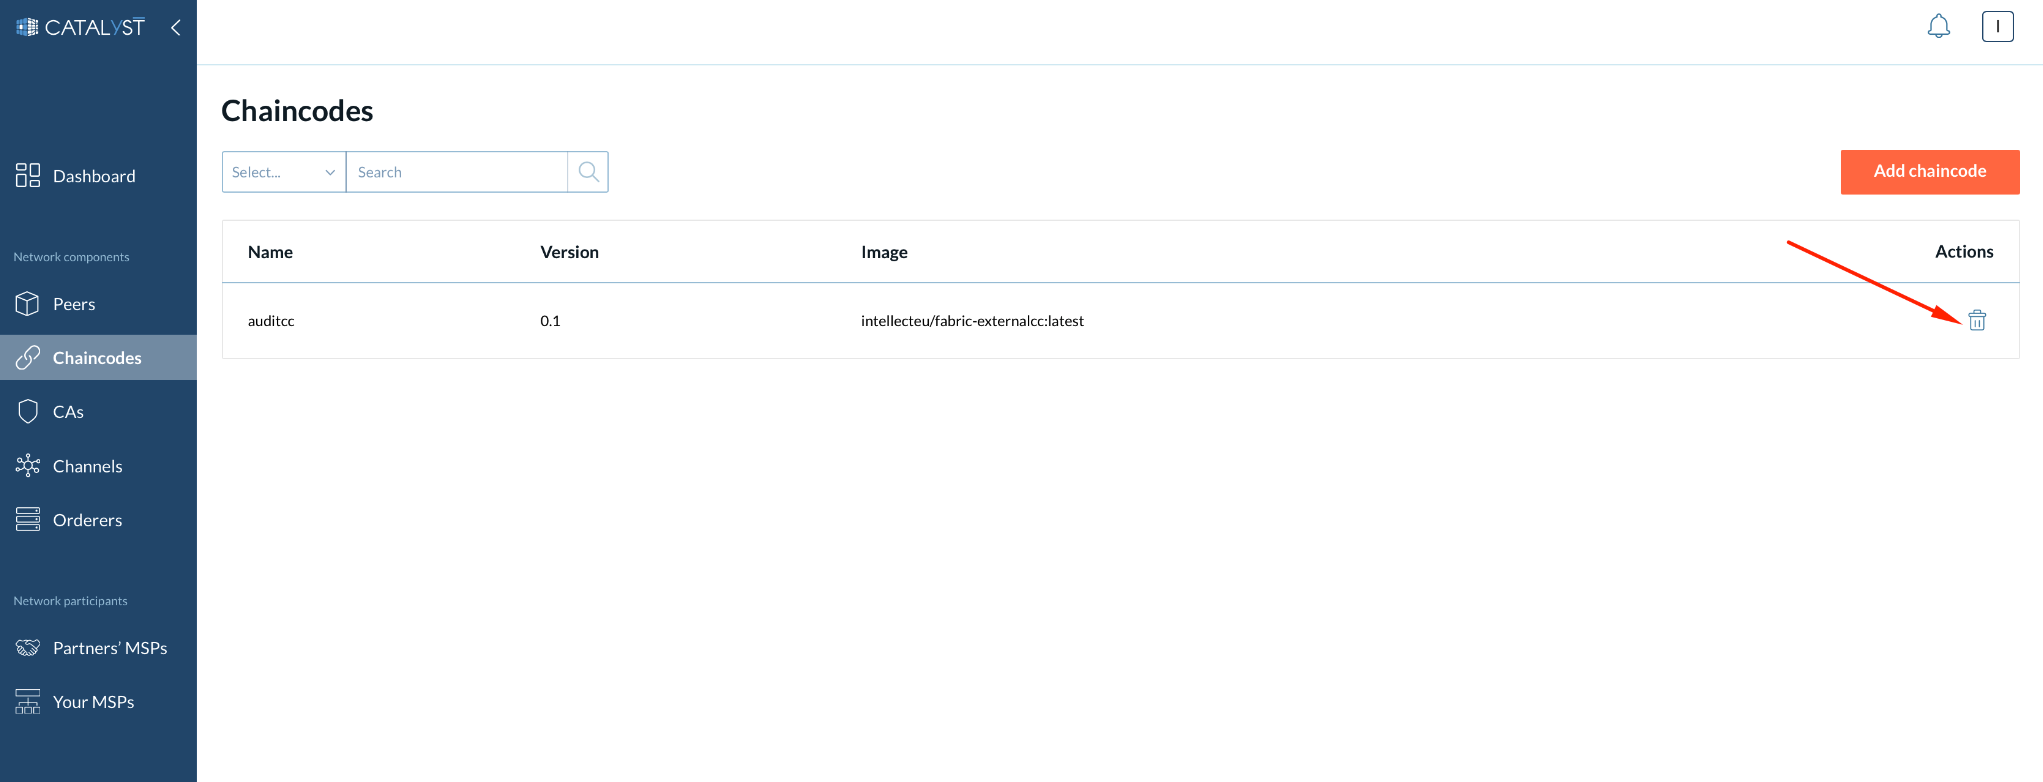 CATALYST
I
Dashboard
Network components
Peers
Chaincodes
CAs
Channels
Orderers
Network participants
Partners’ MSPs
Your MSPs
Chaincodes
Select...
Search
Add chaincode
Name Version Image Actions
auditcc 0.1 intellecteu/fabric-externalcc:latest